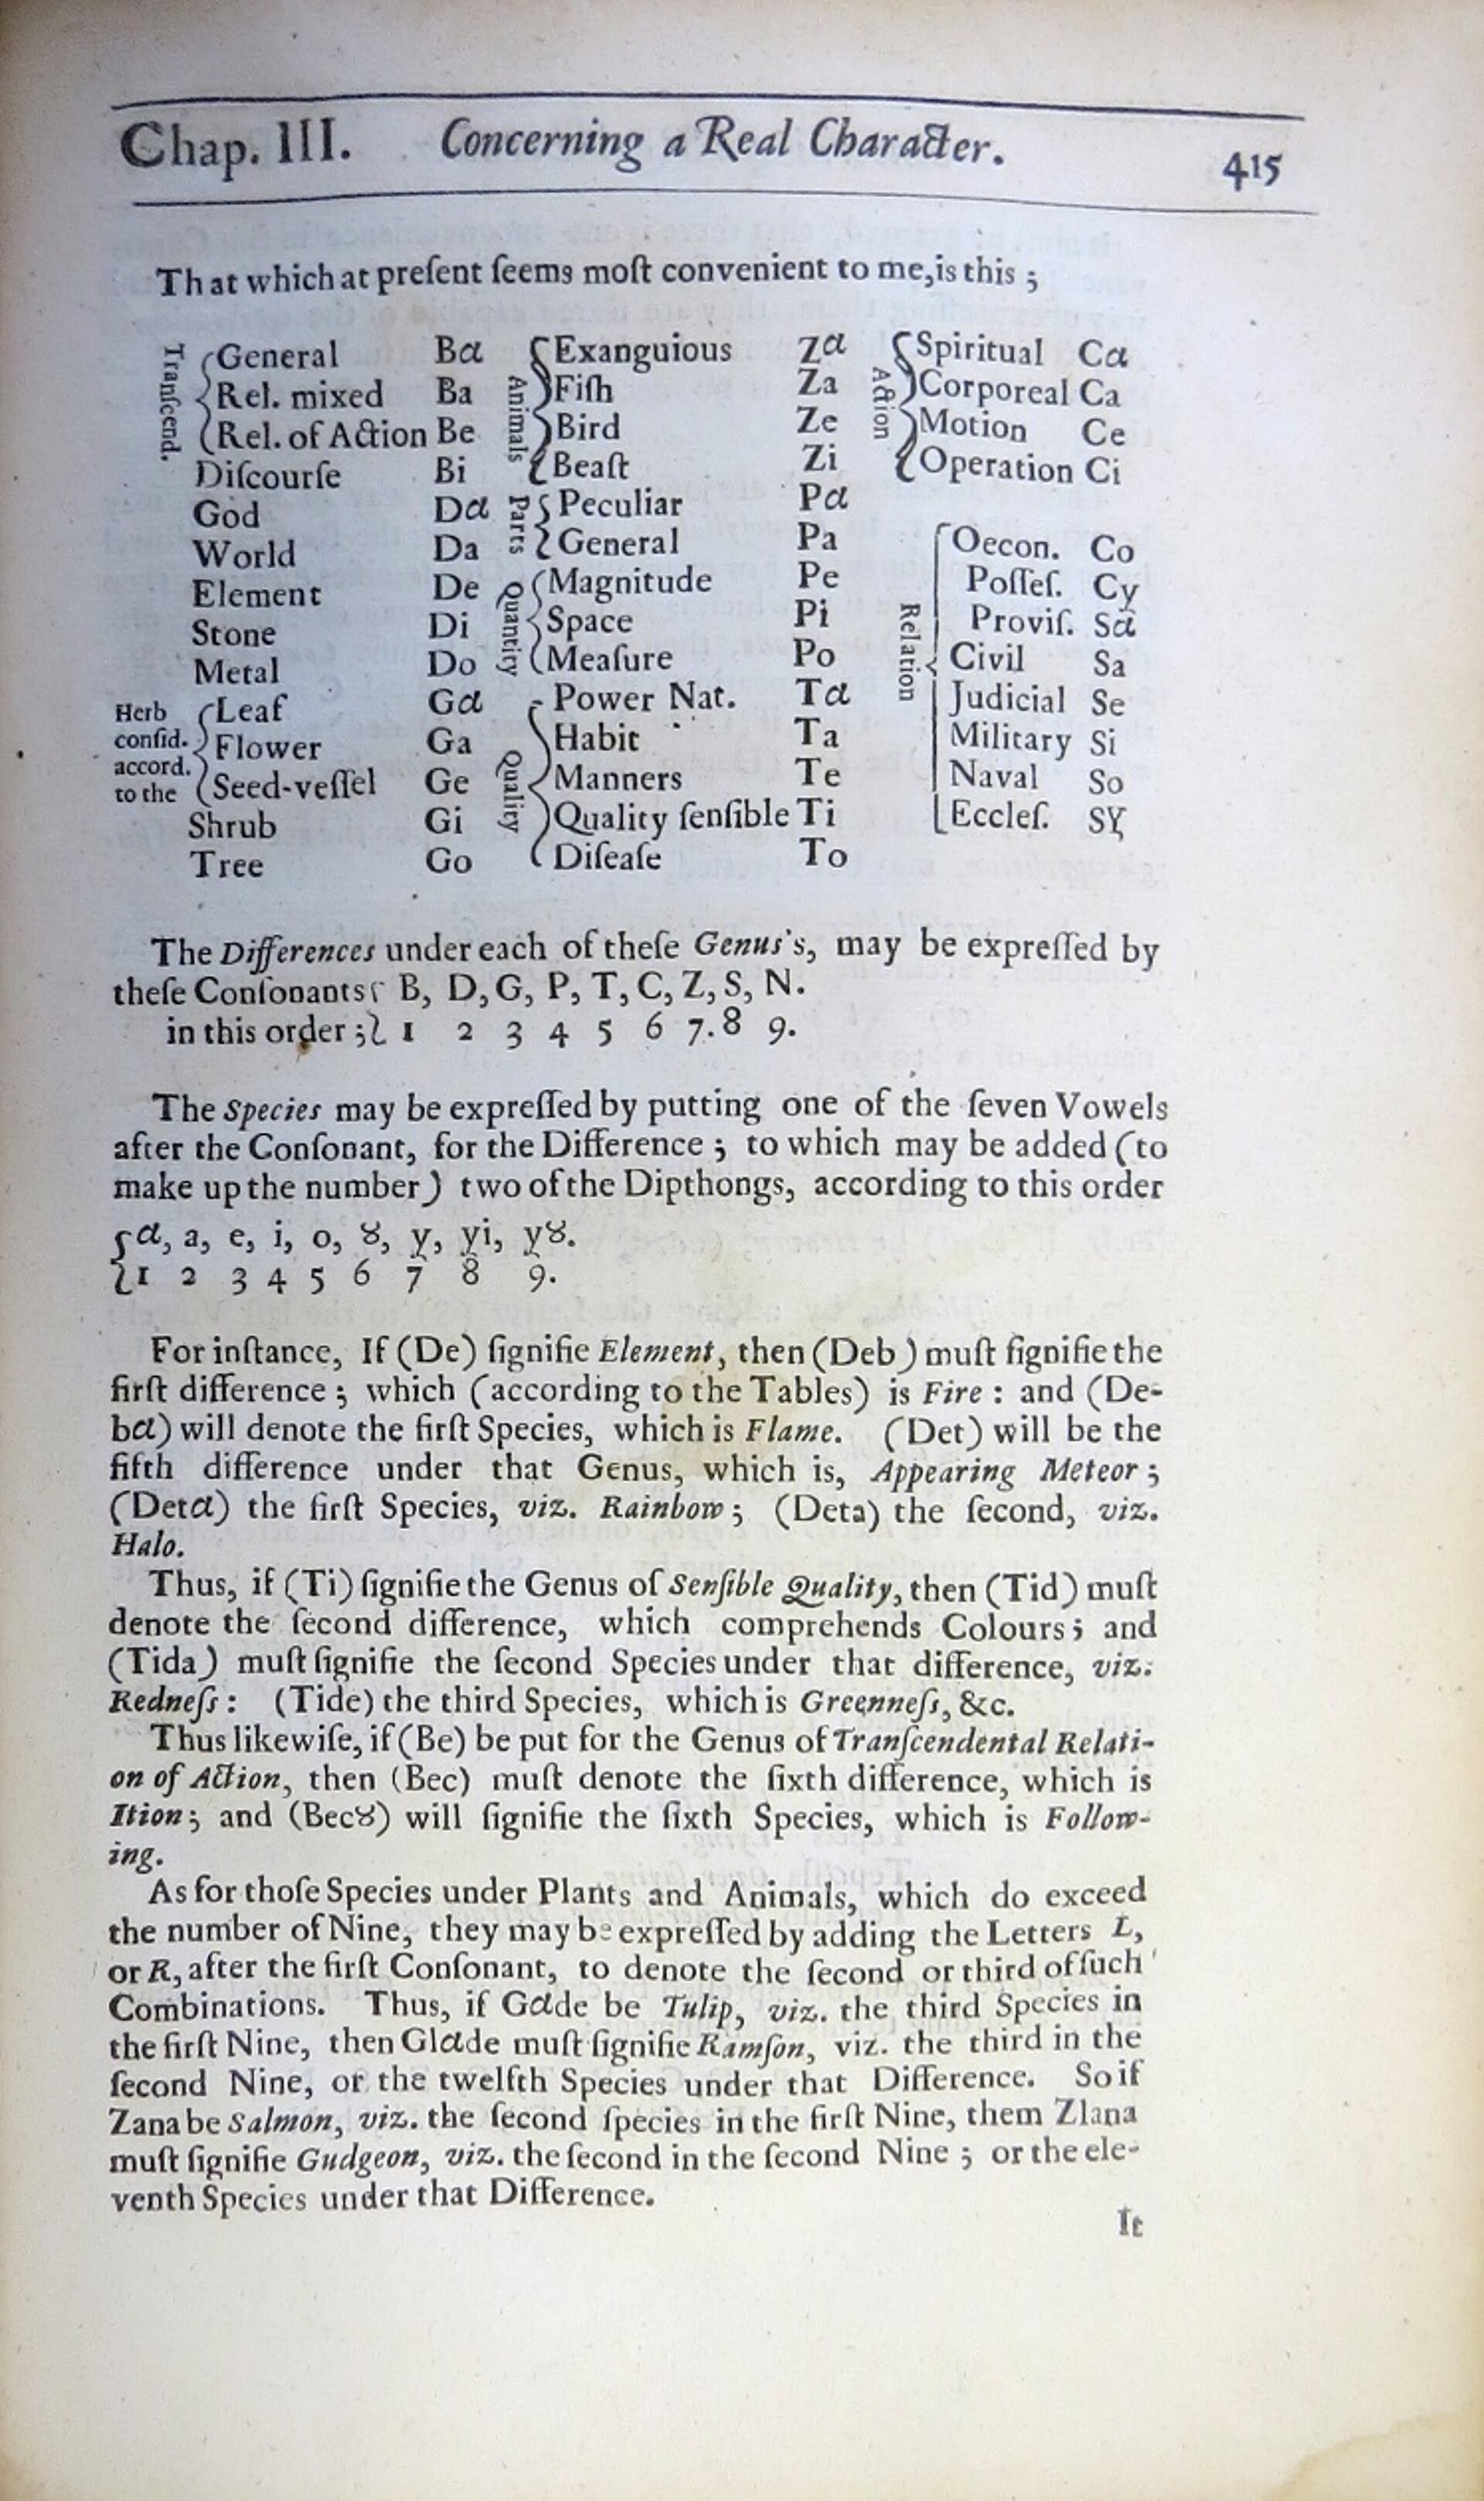 Chap. III. Concerning a Real Character. 415
That which at preſent ſeems moſt convenient to me, is this ;
Tranſcend.
General Bɑ
Rel. mixed Ba
Rel. of Action Be
Diſcourſe Bi
God Dɑ
World Da
Element De
Stone Di
Metal Do
Herb
conſid.
accord.
to the
Leaf Gɑ
Flower Ga
Seed-veſſel Ge
Shrub Gi
Tree Go
Animals
Exanguious Zɑ
Fiſh Za
Bird Ze
Beaſt Zi
Parts
Peculiar Pɑ
General Pa
Quantity
Magnitude Pe
Space Pi
Meaſure Po
Quality
Power Nat. Tɑ
Habit Ta
Manners Te
Quality ſenſible Ti
Diſeaſe To
Action
Spiritual Cɑ
Corporeal Ca
Motion Ce
Operation Ci
Relation
Oecon. Co
Poſſeſ. Cy
Proviſ. Sɑ
Civil Sa
Judicial Se
Military Si
Naval So
Eccleſ. Sy
The Differences under each of theſe Genus's, may be expreſſed by
theſe Conſonants { B, D, G, P, T, C, Z, S, N.
in this order ; { 1 2 3 4 5 6 7. 8 9.
The Species may be expreſſed by putting one of the ſeven Vowels
after the Conſonant, for the Difference ; to which may be added (to
make up the number) two of the Dipthongs, according to this order
{ ɑ, a, e, i, o, ȣ, y, yi, yȣ.
{ 1 2 3 4 5 6 7 8 9.
For inſtance, If (De) ſignifie Element, then (Deb) muſt ſignifie the
firſt difference ; which (according to the Tables) is Fire : and (De-
bɑ) will denote the firſt Species, which is Flame. (Det) will be the
fifth difference under that Genus, which is, Appearing Meteor ;
(Detɑ) the firſt Species, viz. Rainbow ; (Deta) the ſecond, viz.
Halo.
Thus, if (Ti) ſignifie the Genus of Senſible Quality, then (Tid) muſt
denote the ſecond difference, which comprehends Colours ; and
(Tida) muſt ſignifie the ſecond Species under that difference, viz.
Redneſs : (Tide) the third Species, which is Greenneſs, &c.
Thus likewiſe, if (Be) be put for the Genus of Tranſcendental Relati-
on of Action, then (Bec) muſt denote the ſixth difference, which is
Ition ; and (Becȣ) will ſignifie the ſixth Species, which is Follow-
ing.
As for thoſe Species under Plants and Animals, which do exceed
the number of Nine, they may be expreſſed by adding the Letters L,
or R, after the firſt Conſonant, to denote the ſecond or third of ſuch
Combinations. Thus, if Gɑde be Tulip, viz. the third Species in
the firſt Nine, then Glɑde muſt ſignifie Ramſon, viz. the third in the
ſecond Nine, or the twelfth Species under that Difference. So if
Zana be Salmon, viz. the ſecond ſpecies in the firſt Nine, them Zlana
muſt ſignifie Gudgeon, viz. the ſecond in the ſecond Nine ; or the ele-
venth Species under that Difference.
It